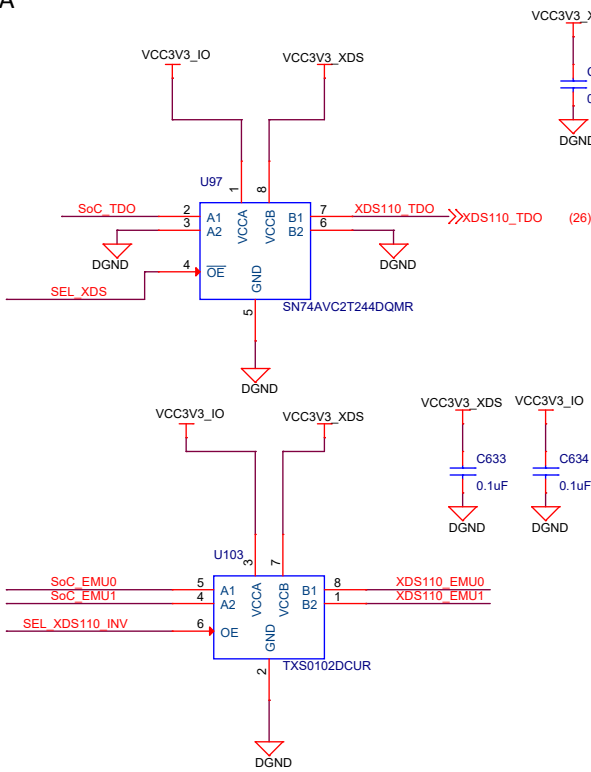 A
VCC3V3_X
VCC3V3_IO
VCC3V3_XDS
C
0
DGND
U97
1
8
SoC_TDO
2
A1
VCCA
VCCB
B1
7
XDS110_TDO
XDS110_TDO
(26)
3
A2
B2
6
DGND
DGND
4
OE
GND
SEL_XDS
5
SN74AVC2T244DQMR
DGND
VCC3V3_IO
VCC3V3_XDS
VCC3V3_XDS
VCC3V3_IO
C633
0.1uF
C634
0.1uF
DGND
DGND
U103
3
7
SoC_EMU0
5
A1
VCCA
VCCB
B1
8
XDS110_EMU0
SoC_EMU1
4
A2
B2
1
XDS110_EMU1
SEL_XDS110_INV
6
OE
GND
2
TXS0102DCUR
DGND